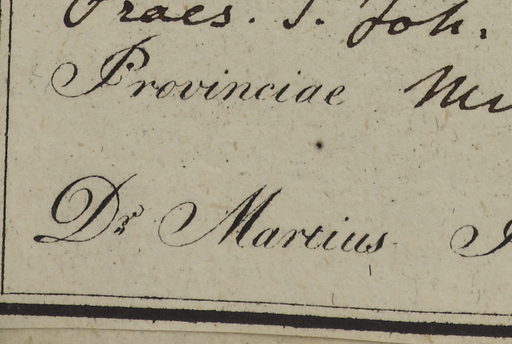 Praes. S. Joh.
Provinciae
Dr. Martius